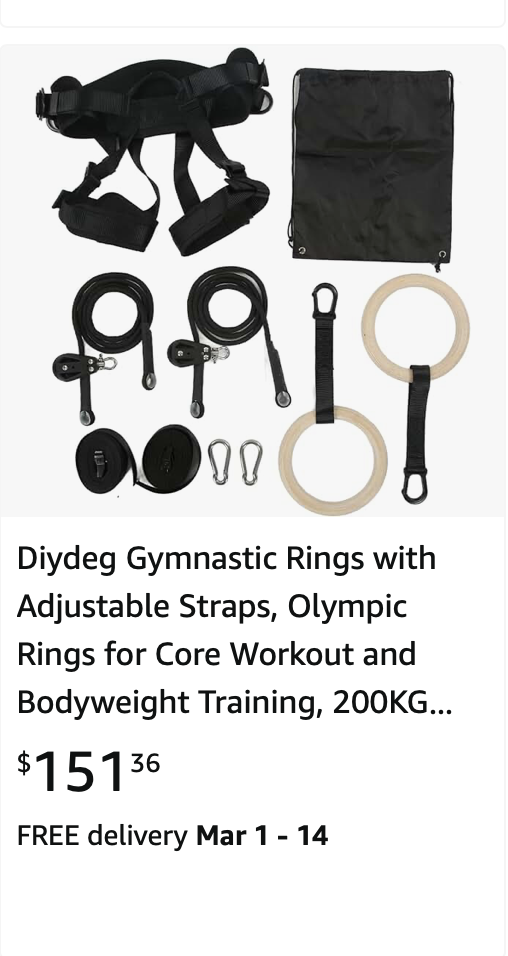 Diydeg Gymnastic Rings with
Adjustable Straps, Olympic
Rings for Core Workout and
Bodyweight Training, 200KG...
$151 36
FREE delivery Mar 1 - 14